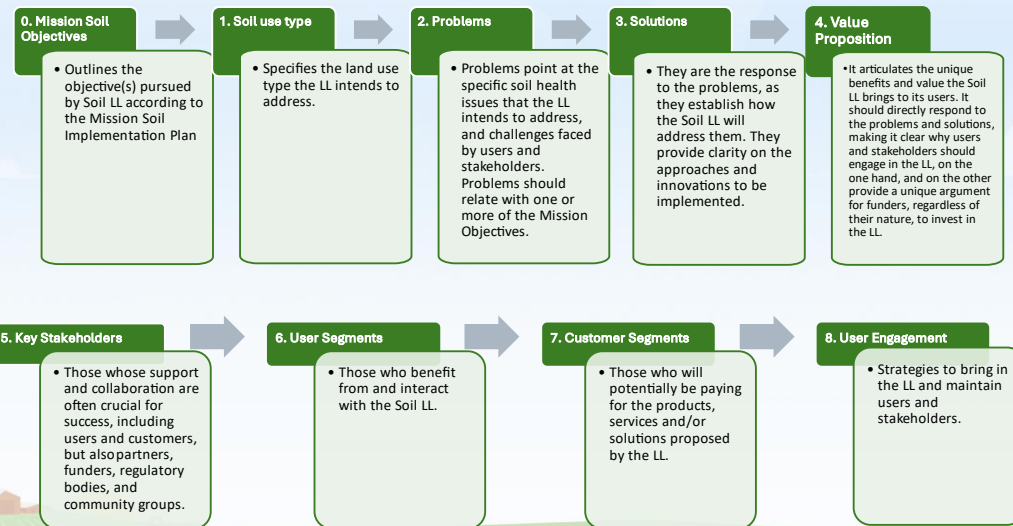 0. Mission Soil
Objectives
• Outlines the
objective(s) pursued
by Soil LL according to
the Mission Soil
Implementation Plan
1. Soil use type
• Specifies the land use
type the LL intends to
address.
2. Problems
• Problems point at the
specific soil health
issues that the LL
intends to address,
and challenges faced
by users and
stakeholders.
Problems should
relate with one or
more of the Mission
Objectives.
3. Solutions
• They are the response
to the problems, as
they establish how
the Soil LL will
address them. They
provide clarity on the
approaches and
innovations to be
implemented.
4. Value
Proposition
•It articulates the unique
benefits and value the Soil
LL brings to its users. It
should directly respond to
the problems and solutions,
making it clear why users
and stakeholders should
engage in the LL, on the
one hand, and on the other
provide a unique argument
for funders, regardless of
their nature, to invest in
the LL.
5. Key Stakeholders
• Those whose support
and collaboration are
often crucial for
success, including
users and customers,
but alsopartners,
funders, regulatory
bodies, and
community groups.
6. User Segments
• Those who benefit
from and interact
with the Soil LL.
7. Customer Segments
• Those who will
potentially be paying
for the products,
services and/or
solutions proposed
by the LL.
8. User Engagement
• Strategies to bring in
the LL and maintain
users and
stakeholders.